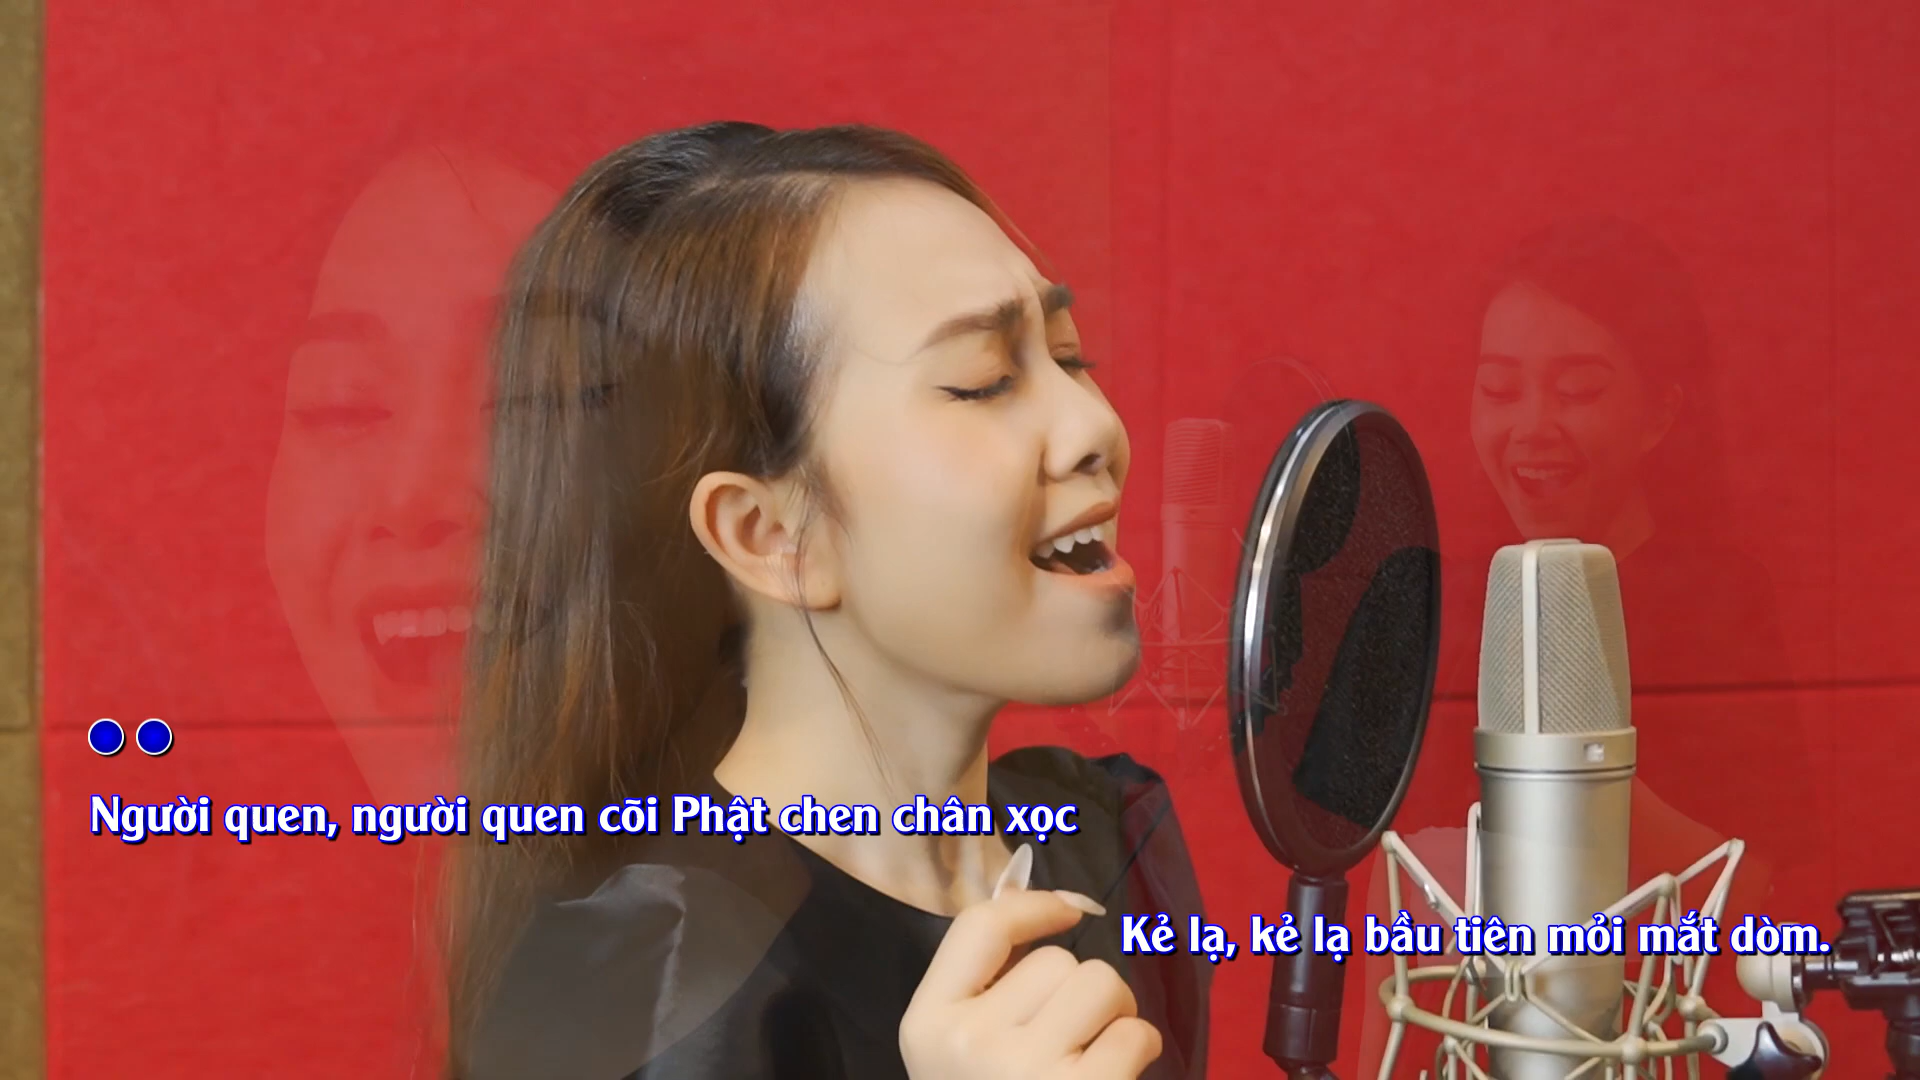 Người quen, người quen cõi Phật chen chân xọc
Kẻ lạ, kẻ lạ bầu tiên mỏi mắt dòm.